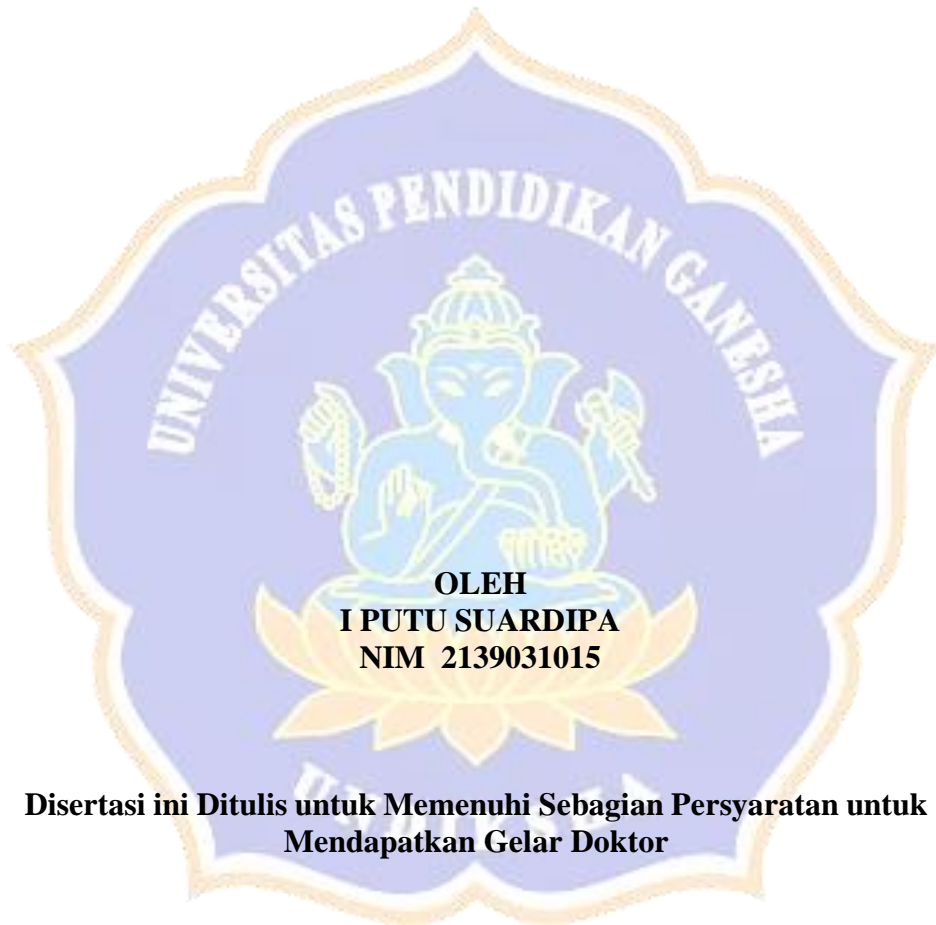 UNIVERSITAS PENDIDIKAN GANESHA
OLEH
I PUTU SUARDIPA
NIM 2139031015
Disertasi ini Ditulis untuk Memenuhi Sebagian Persyaratan untuk
Mendapatkan Gelar Doktor